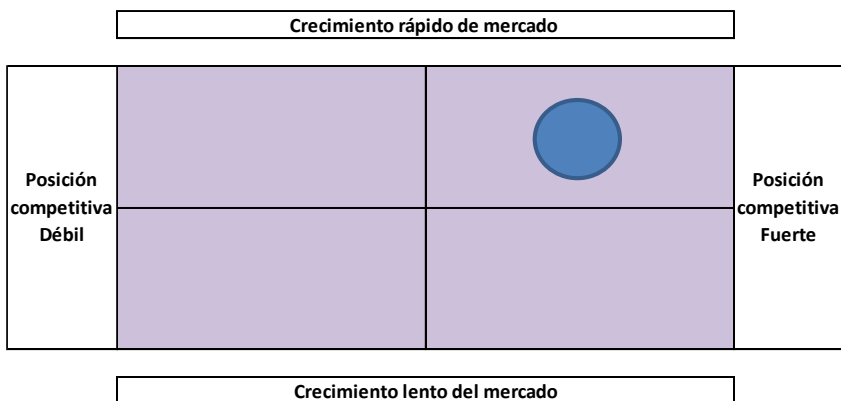 Crecimiento rápido de mercado
Posición
competitiva
Débil
Posición
competitiva
Fuerte
Crecimiento lento del mercado